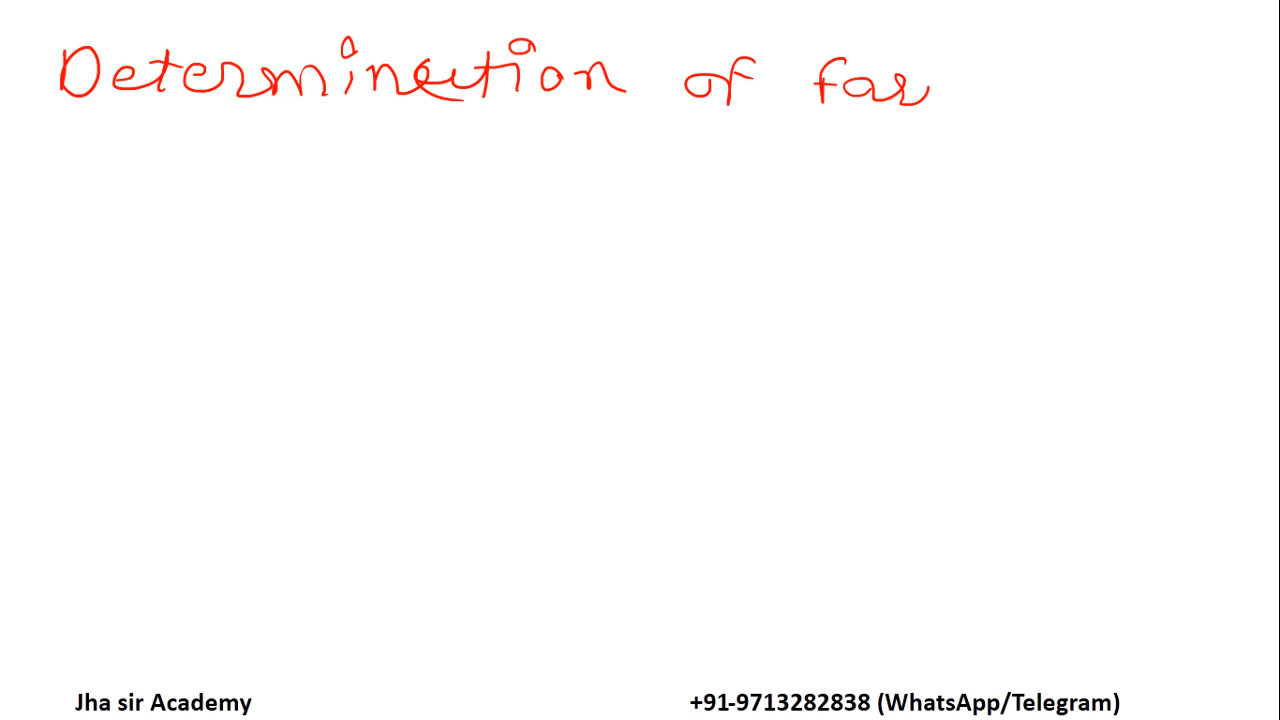 Determination of far
Jha sir Academy +91-9713282838 (WhatsApp/Telegram)